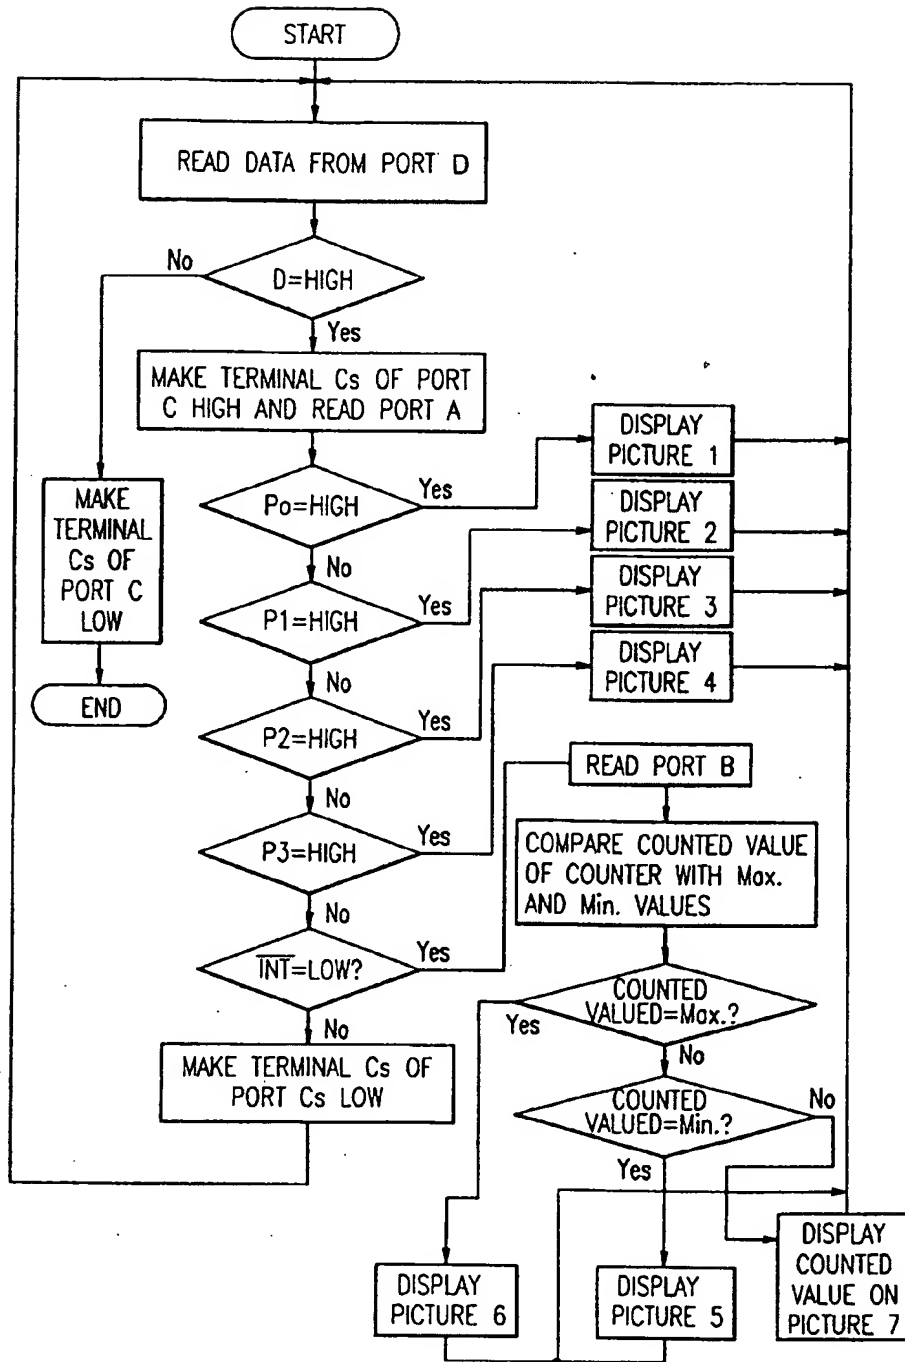 START
READ DATA FROM PORT D
No
D=HIGH
Yes
MAKE TERMINAL Cs OF PORT
C HIGH AND READ PORT A
MAKE
TERMINAL
Cs OF
PORT C
LOW
END
Po=HIGH
Yes
DISPLAY
PICTURE 1
No
P1=HIGH
Yes
DISPLAY
PICTURE 2
No
P2=HIGH
Yes
DISPLAY
PICTURE 3
No
P3=HIGH
Yes
DISPLAY
PICTURE 4
No
INT=LOW?
Yes
READ PORT B
No
MAKE TERMINAL Cs OF
PORT Cs LOW
COMPARE COUNTED VALUE
OF COUNTER WITH Max.
AND Min. VALUES
COUNTED
VALUED=Max.?
Yes
No
COUNTED
VALUED=Min.?
No
Yes
DISPLAY
PICTURE 6
DISPLAY
PICTURE 5
DISPLAY
COUNTED
VALUE ON
PICTURE 7